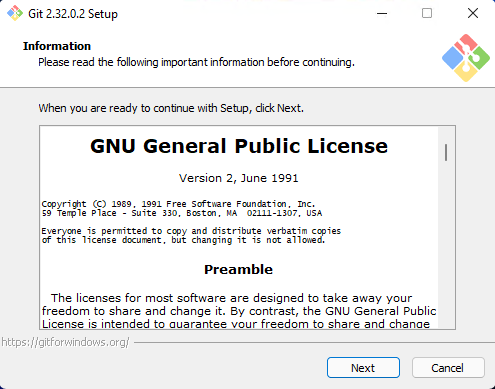 Git 2.32.0.2 Setup
Information
Please read the following important information before continuing.
When you are ready to continue with Setup, click Next.
GNU General Public License
Version 2, June 1991
Copyright (C) 1989, 1991 Free Software Foundation, Inc.
59 Temple Place - Suite 330, Boston, MA  02111-1307, USA
Everyone is permitted to copy and distribute verbatim copies
of this license document, but changing it is not allowed.
Preamble
The licenses for most software are designed to take away your
freedom to share and change it. By contrast, the GNU General Public
License is intended to guarantee your freedom to share and change
https://gitforwindows.org/
Next
Cancel